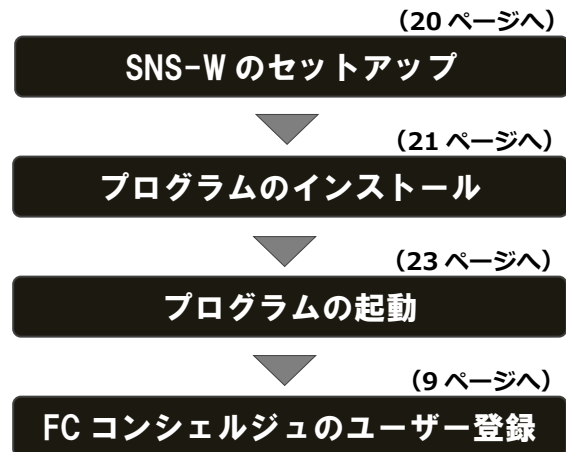 （20 ページへ）
SNS-W のセットアップ
（21 ページへ）
プログラムのインストール
（23 ページへ）
プログラムの起動
（9 ページへ）
FC コンシェルジュのユーザー登録